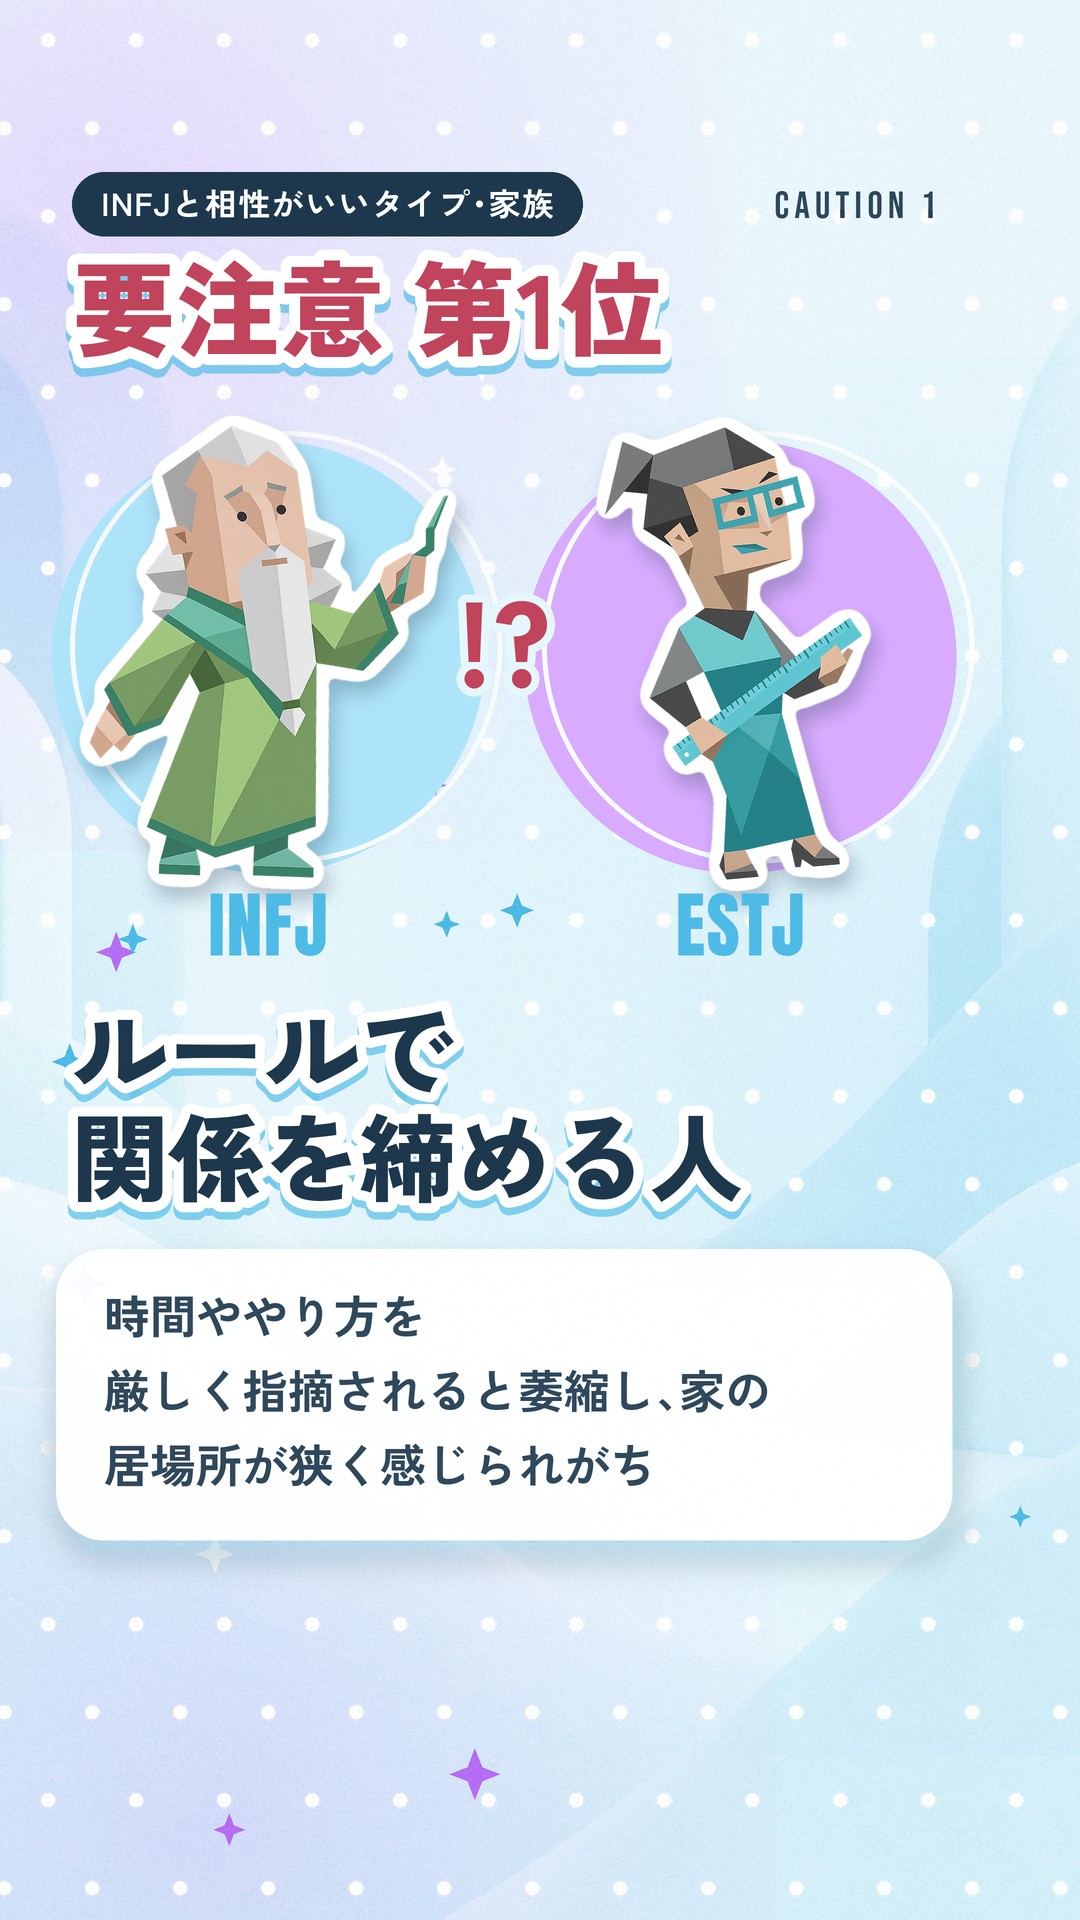 INFJと相性がいいタイプ・家族
CAUTION 1
要注意 第1位
!?
INFJ
ESTJ
ルールで
関係を締める人
時間ややり方を
厳しく指摘されると萎縮し、家の
居場所が狭く感じられがち